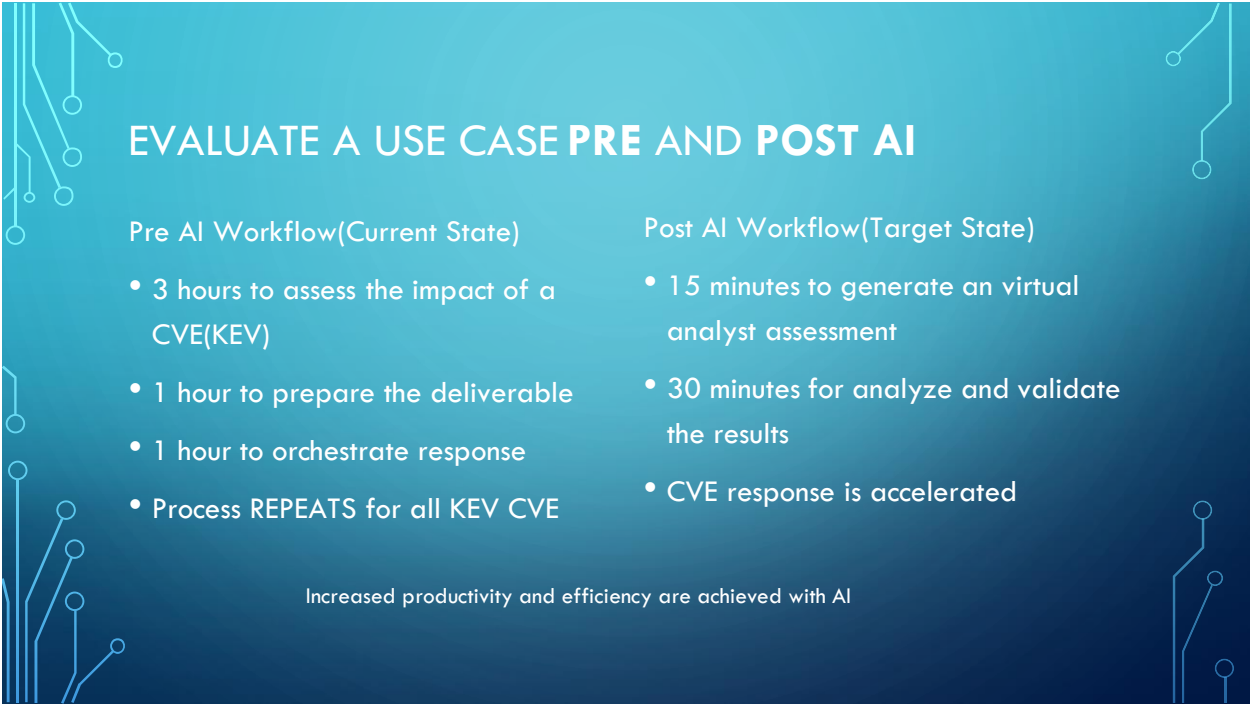 EVALUATE A USE CASE PRE AND POST AI
Pre AI Workflow(Current State)
• 3 hours to assess the impact of a
CVE(KEV)
• 1 hour to prepare the deliverable
• 1 hour to orchestrate response
• Process REPEATS for all KEV CVE
Post AI Workflow(Target State)
• 15 minutes to generate an virtual
analyst assessment
• 30 minutes for analyze and validate
the results
• CVE response is accelerated
Increased productivity and efficiency are achieved with AI